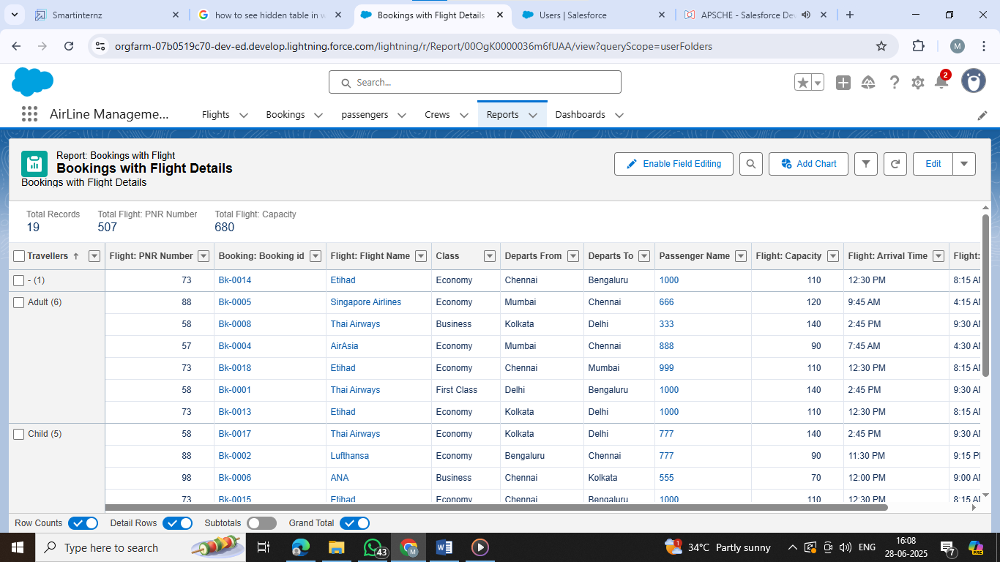 Smartinternz
how to see hidden table in w
Bookings with Flight Details
Users | Salesforce
APSCHE - Salesforce De
orgfarm-07b0519c70-dev-ed.develop.lightning.force.com/lightning/r/Report/00OgK0000036m6fUAA/view?queryScope=userFolders
M
Search...
2
AirLine Manageme...
Flights
Bookings
passengers
Crews
Reports
Dashboards
Report: Bookings with Flight
Bookings with Flight Details
Bookings with Flight Details
Enable Field Editing
Add Chart
Edit
Total Records Total Flight: PNR Number Total Flight: Capacity
19 507 680
Travellers ↑ Flight: PNR Number Booking: Booking id Flight: Flight Name Class Departs From Departs To Passenger Name Flight: Capacity Flight: Arrival Time Flight:
- (1) 73 Bk-0014 Etihad Economy Chennai Bengaluru 1000 110 12:30 PM 8:15 AM
Adult (6) 88 Bk-0005 Singapore Airlines Economy Mumbai Chennai 666 120 9:45 AM 4:15 AM
58 Bk-0008 Thai Airways Business Kolkata Delhi 333 140 2:45 PM 9:30 AM
57 Bk-0004 AirAsia Economy Mumbai Chennai 888 90 7:45 AM 4:30 AM
73 Bk-0018 Etihad Economy Chennai Mumbai 999 110 12:30 PM 8:15 AM
58 Bk-0001 Thai Airways First Class Delhi Bengaluru 1000 140 2:45 PM 9:30 AM
73 Bk-0013 Etihad Economy Kolkata Delhi 1000 110 12:30 PM 8:15 AM
Child (5) 58 Bk-0017 Thai Airways Economy Kolkata Delhi 777 140 2:45 PM 9:30 AM
88 Bk-0002 Lufthansa Economy Bengaluru Chennai 777 90 11:30 PM 9:15 PM
98 Bk-0006 ANA Business Chennai Kolkata 555 70 12:00 PM 9:00 AM
73 Bk-0015 Etihad Economy Chennai Bengaluru 1000 110 12:30 PM 8:15 AM
Row Counts Detail Rows Subtotals Grand Total
Type here to search
43
M
1
34°C Partly sunny
ENG
16:08
28-06-2025
7
PRE